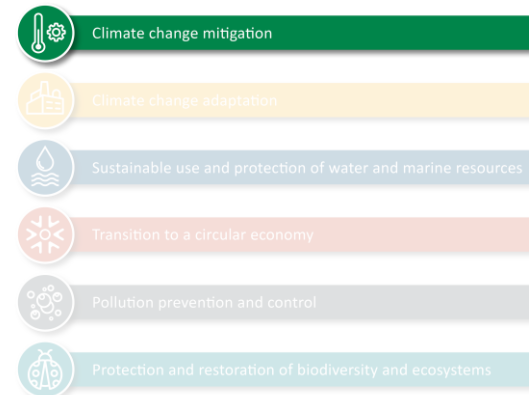 Climate change mitigation
Climate change adaptation
Sustainable use and protection of water and marine resources
Transition to a circular economy
Pollution prevention and control
Protection and restoration of biodiversity and ecosystems